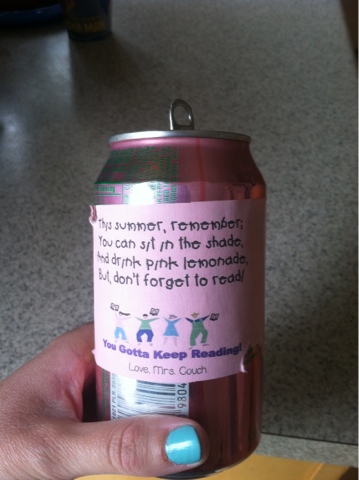 This summer, remember;
You can sit in the shade,
And drink pink lemonade,
But, don't forget to read!
You Gotta Keep Reading!
Love, Mrs. Couch
9804